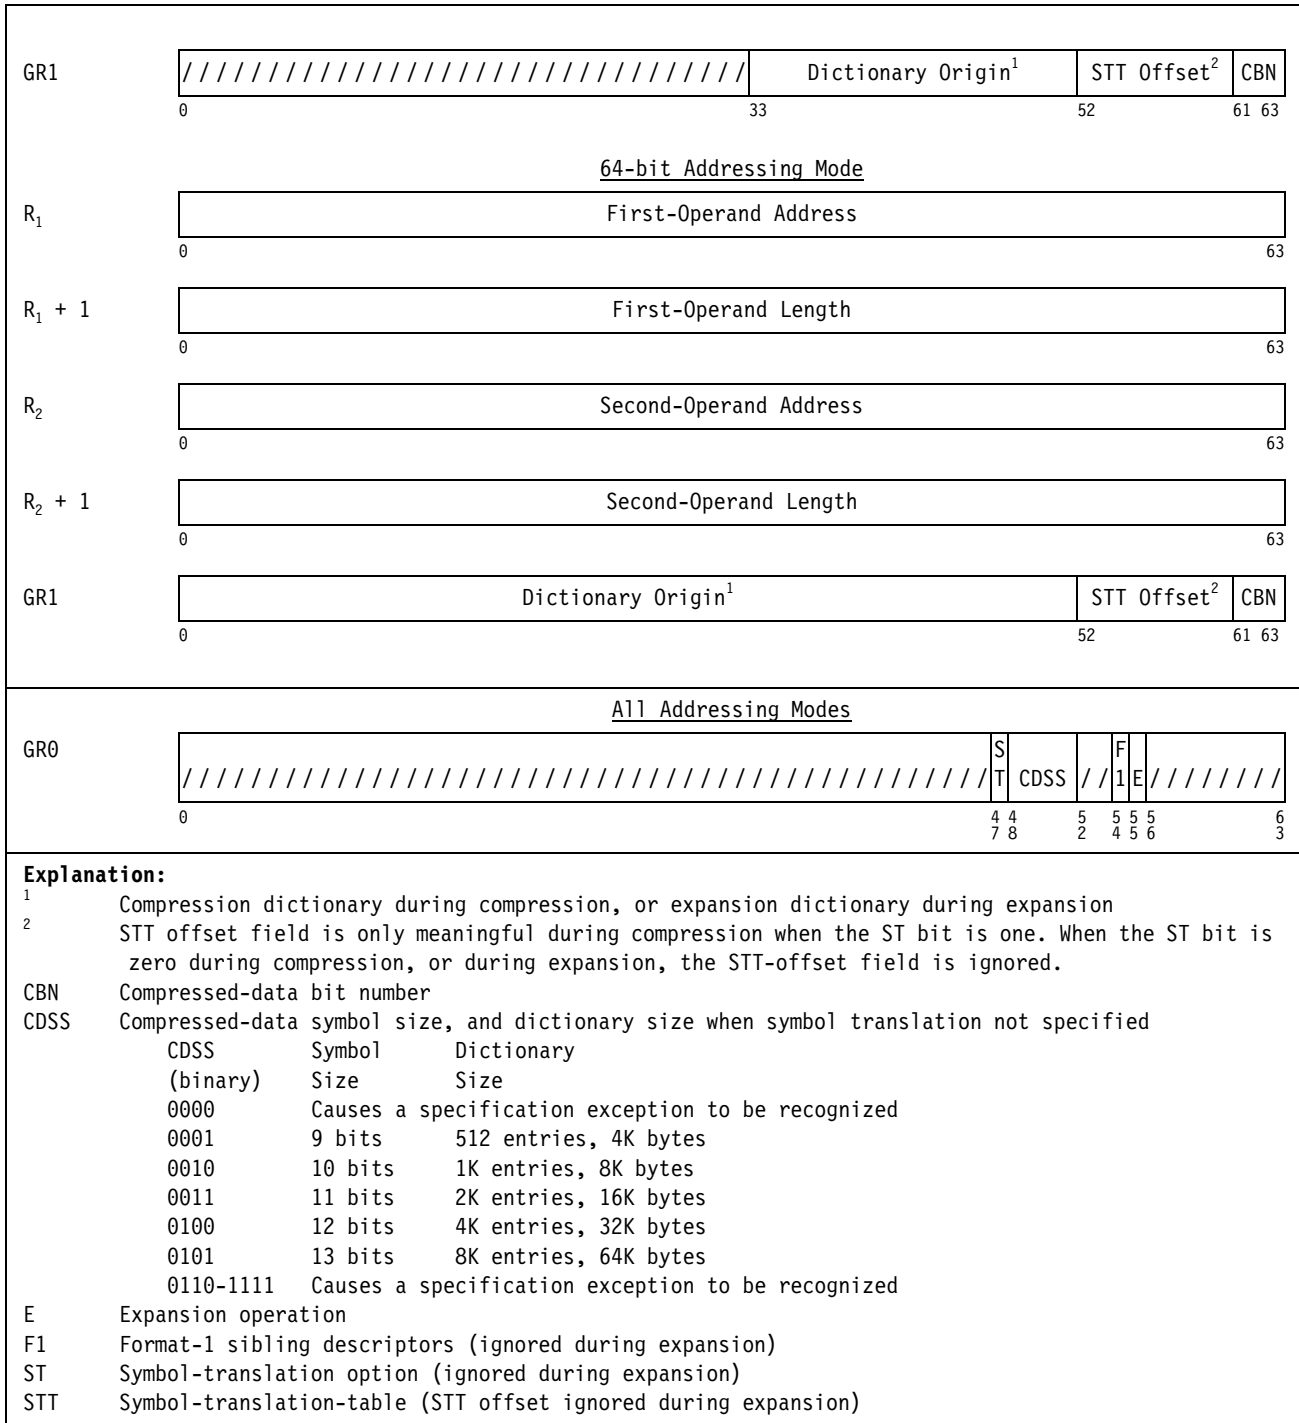 GR1 / / / / / / / / / / / / / / / / / / / / / / / / / / / / / / / / / Dictionary Origin¹ STT Offset² CBN
0 33 52 61 63
64-bit Addressing Mode
R₁ First-Operand Address
0 63
R₁ + 1 First-Operand Length
0 63
R₂ Second-Operand Address
0 63
R₂ + 1 Second-Operand Length
0 63
GR1 Dictionary Origin¹ STT Offset² CBN
0 52 61 63
All Addressing Modes
GR0 S F
/ / / / / / / / / / / / / / / / / / / / / / / / / / / / / / / / / / / / / / / / / / / / / / / T CDSS / / 1 E / / / / / / / /
0 4 4 5 5 5 5 6
7 8 2 4 5 6 3
Explanation:
¹ Compression dictionary during compression, or expansion dictionary during expansion
² STT offset field is only meaningful during compression when the ST bit is one. When the ST bit is
zero during compression, or during expansion, the STT-offset field is ignored.
CBN Compressed-data bit number
CDSS Compressed-data symbol size, and dictionary size when symbol translation not specified
CDSS Symbol Dictionary
(binary) Size Size
0000 Causes a specification exception to be recognized
0001 9 bits 512 entries, 4K bytes
0010 10 bits 1K entries, 8K bytes
0011 11 bits 2K entries, 16K bytes
0100 12 bits 4K entries, 32K bytes
0101 13 bits 8K entries, 64K bytes
0110-1111 Causes a specification exception to be recognized
E Expansion operation
F1 Format-1 sibling descriptors (ignored during expansion)
ST Symbol-translation option (ignored during expansion)
STT Symbol-translation-table (STT offset ignored during expansion)